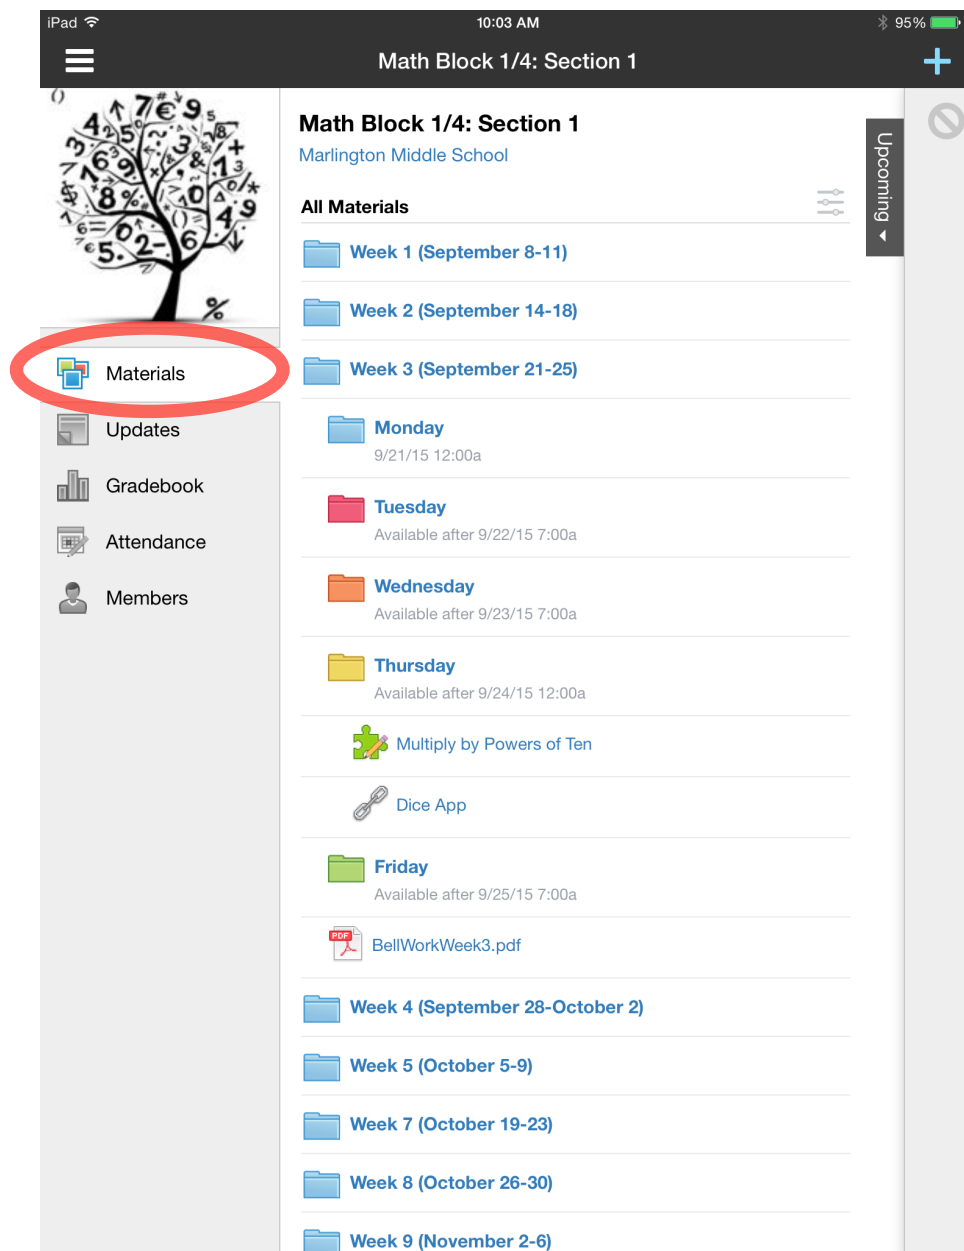 iPad 10:03 AM 95%
Math Block 1/4: Section 1
Math Block 1/4: Section 1
Marlington Middle School
Upcoming
All Materials
Week 1 (September 8-11)
Week 2 (September 14-18)
Materials
Week 3 (September 21-25)
Updates
Monday
9/21/15 12:00a
Gradebook
Tuesday
Available after 9/22/15 7:00a
Attendance
Wednesday
Available after 9/23/15 7:00a
Members
Thursday
Available after 9/24/15 12:00a
Multiply by Powers of Ten
Dice App
Friday
Available after 9/25/15 7:00a
PDF
BellWorkWeek3.pdf
Week 4 (September 28-October 2)
Week 5 (October 5-9)
Week 7 (October 19-23)
Week 8 (October 26-30)
Week 9 (November 2-6)